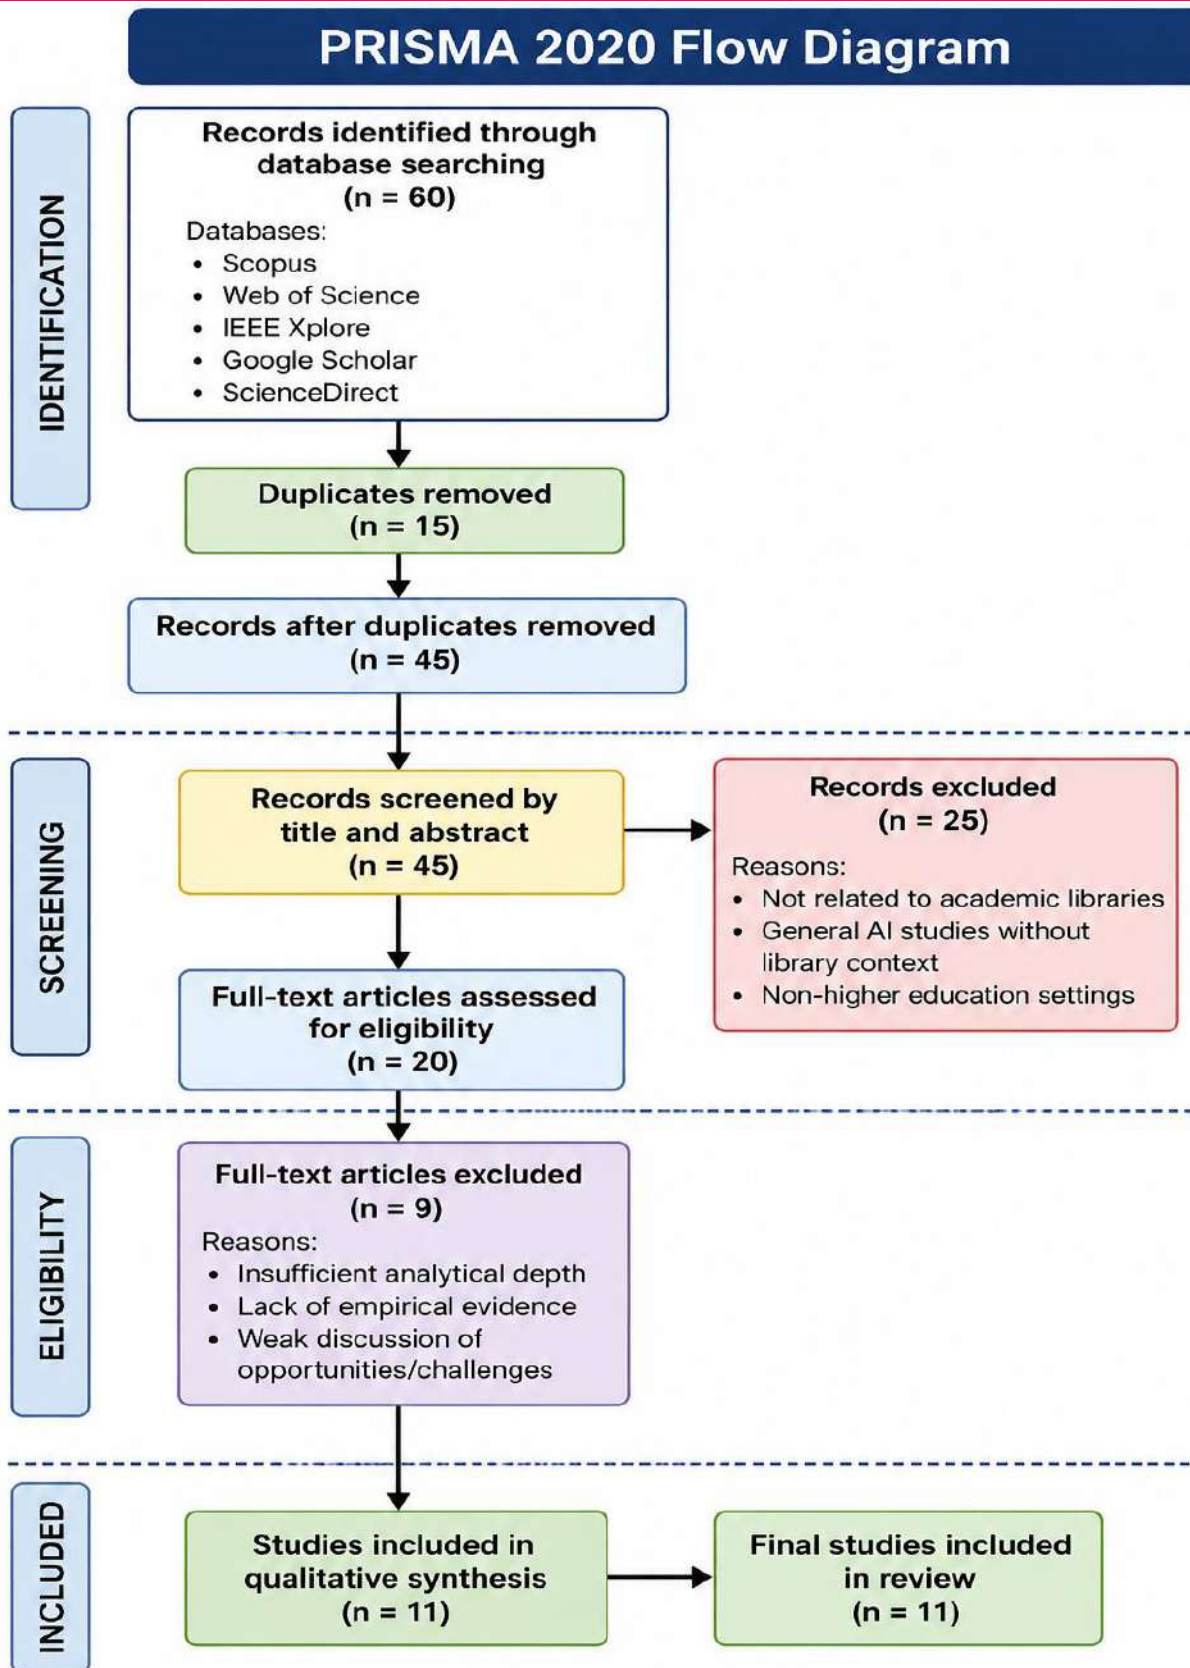 PRISMA 2020 Flow Diagram
IDENTIFICATION
Records identified through
database searching
(n = 60)
Databases:
• Scopus
• Web of Science
• IEEE Xplore
• Google Scholar
• ScienceDirect
Duplicates removed
(n = 15)
Records after duplicates removed
(n = 45)
SCREENING
Records screened by
title and abstract
(n = 45)
Records excluded
(n = 25)
Reasons:
• Not related to academic libraries
• General AI studies without
library context
• Non-higher education settings
Full-text articles assessed
for eligibility
(n = 20)
ELIGIBILITY
Full-text articles excluded
(n = 9)
Reasons:
• Insufficient analytical depth
• Lack of empirical evidence
• Weak discussion of
opportunities/challenges
INCLUDED
Studies included in
qualitative synthesis
(n = 11)
Final studies included
in review
(n = 11)